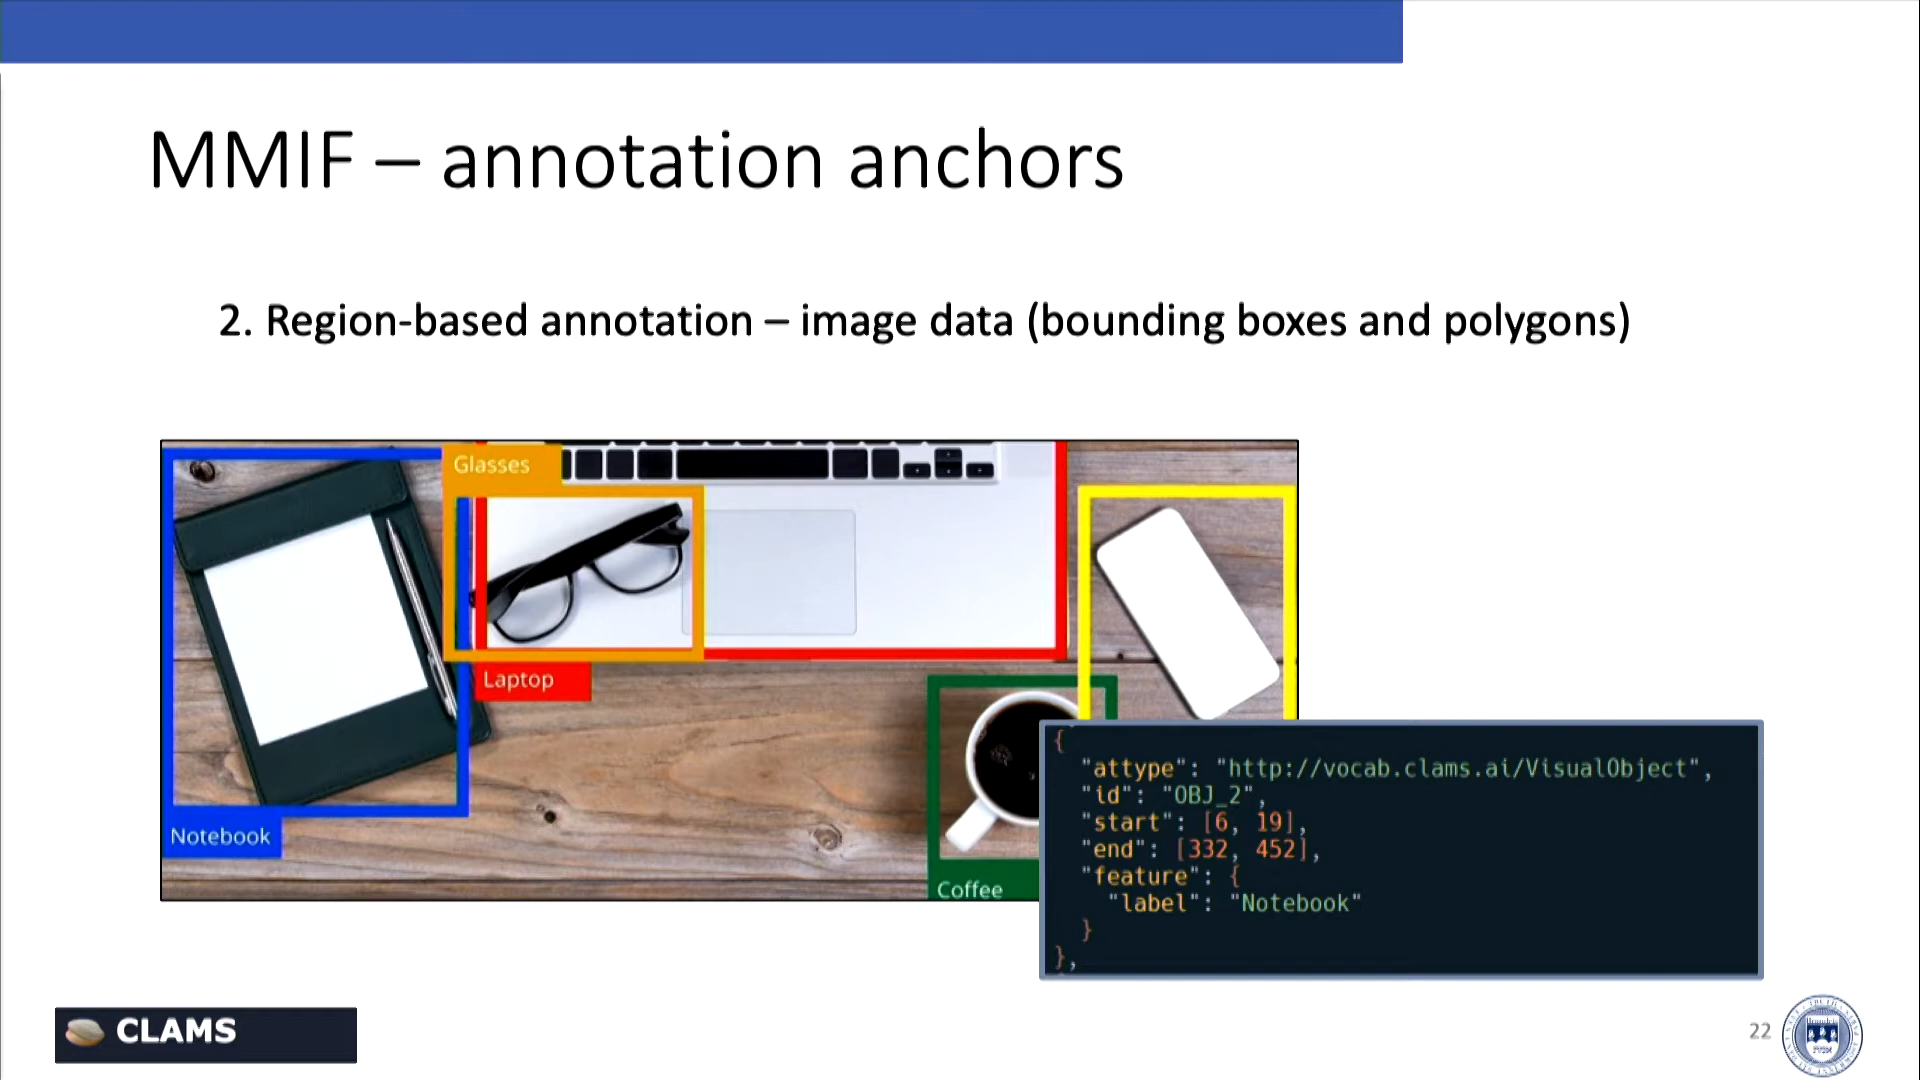 MMIF – annotation anchors
2. Region-based annotation – image data (bounding boxes and polygons)
Glasses
Laptop
Notebook
Coffee
{
"attype": "http://vocab.clams.ai/VisualObject",
"id": "OBJ_2",
"start": [6, 19],
"end": [332, 452],
"feature": {
"label": "Notebook"
}
},
CLAMS
22